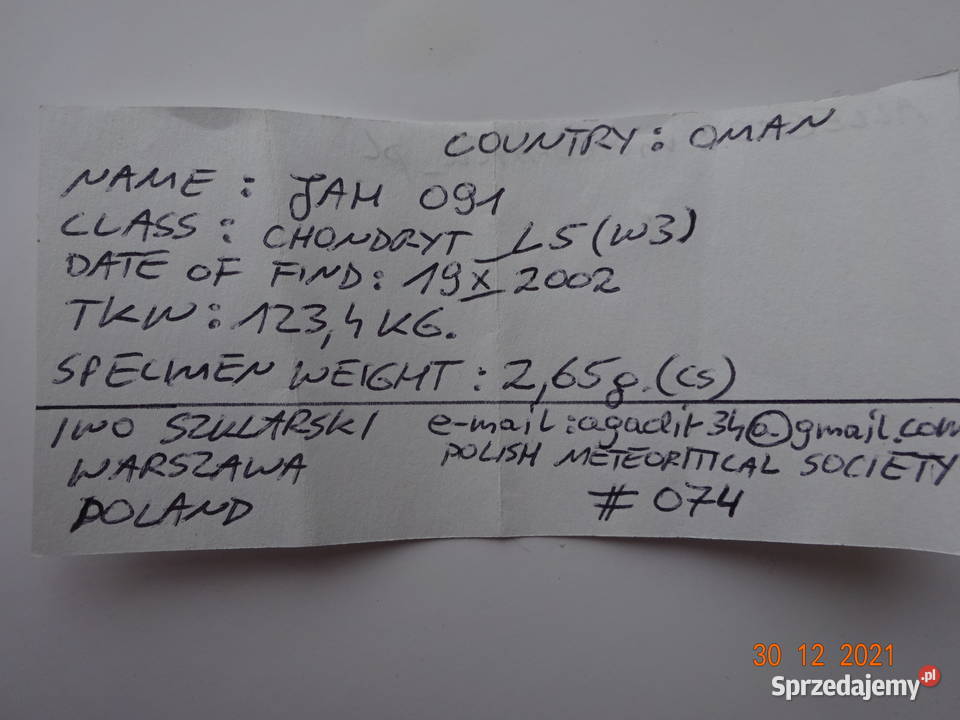 COUNTRY: OMAN
NAME: JAH 091
CLASS: CHONDRYT L5 (W3)
DATE OF FIND: 19 X 2002
TKW: 123,4 KG.
SPECIMEN WEIGHT: 2,65g. (CS)
IWO SZKLARSKI e-mail: agadir34@gmail.com
WARSZAWA POLISH METEORITICAL SOCIETY
POLAND # 074
30 12 2021
Sprzedajemy.pl